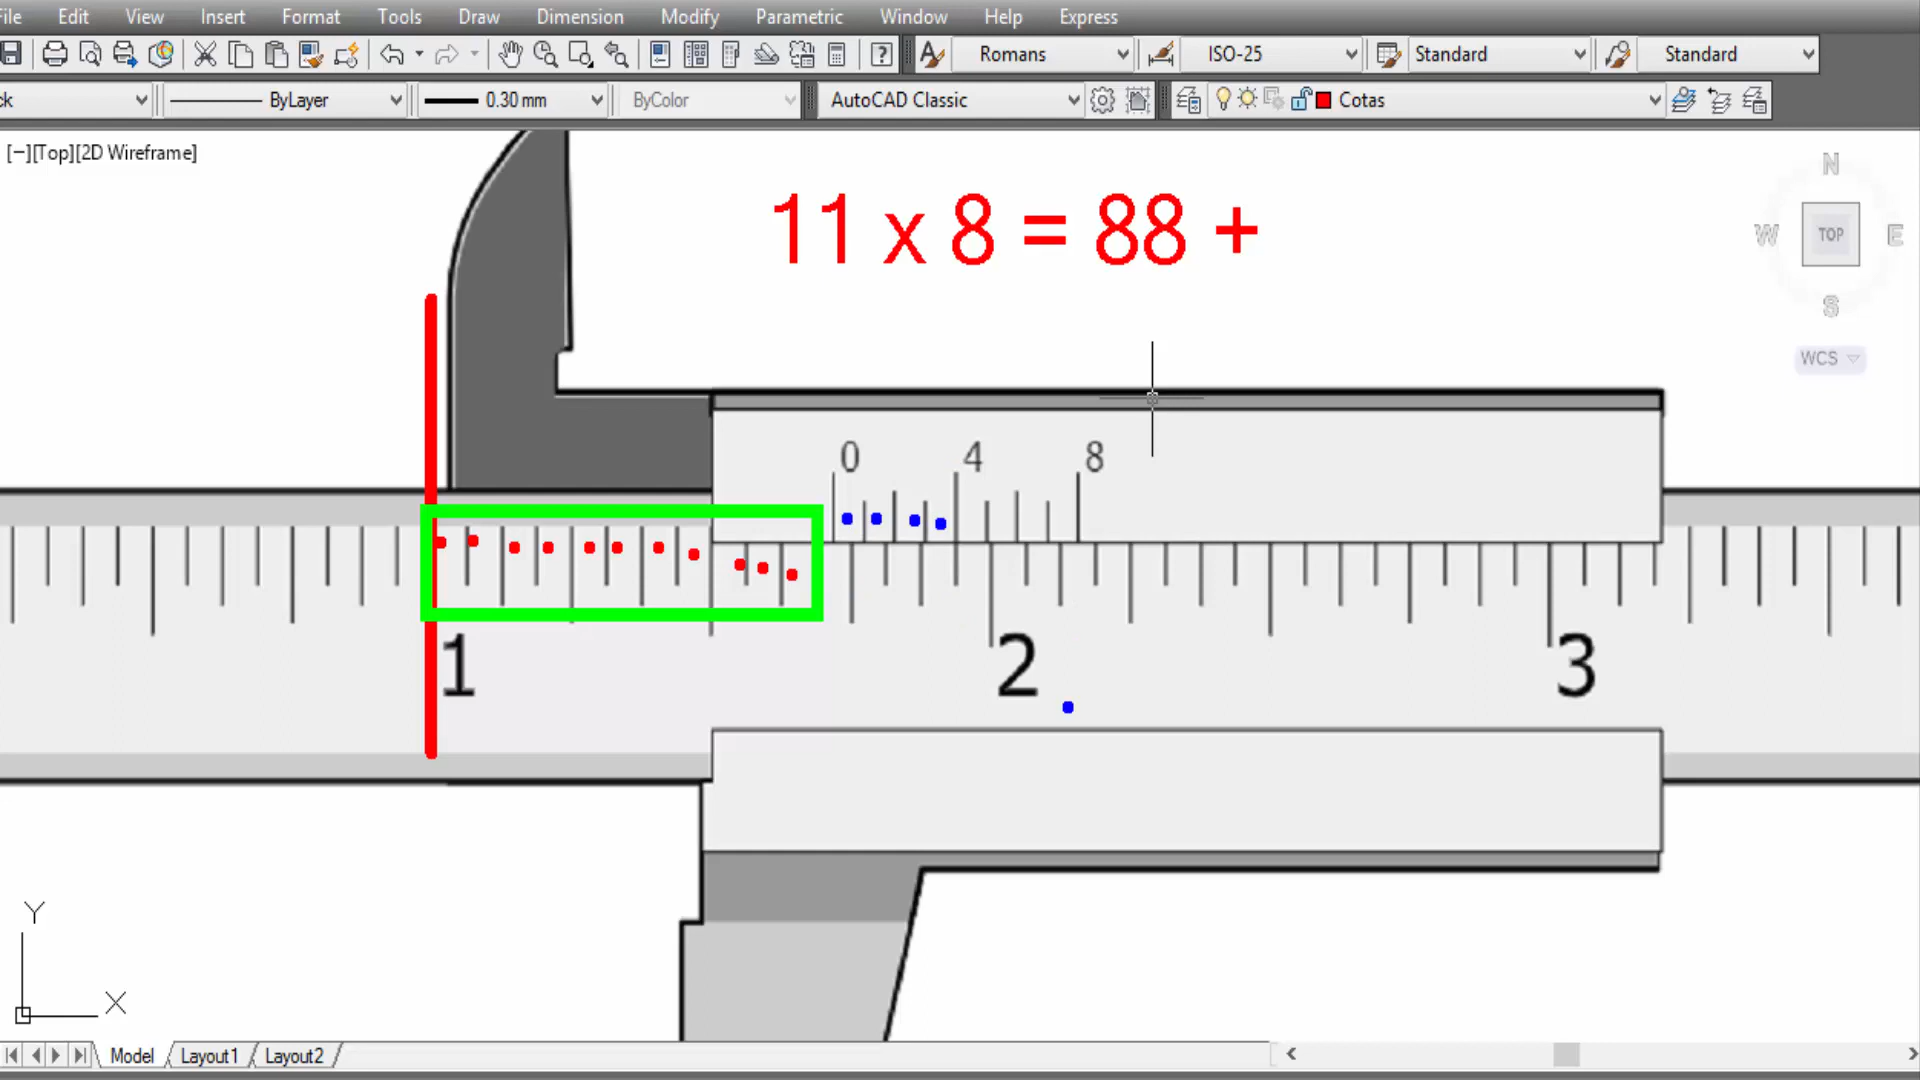 File Edit View Insert Format Tools Draw Dimension Modify Parametric Window Help Express
Romans ISO-25 Standard Standard
ck ByLayer 0.30 mm ByColor AutoCAD Classic Cotas
[−][Top][2D Wireframe]
N
W TOP E
S
WCS
11 x 8 = 88 +
0 4 8
1 2 3
Y
X
Model Layout1 Layout2